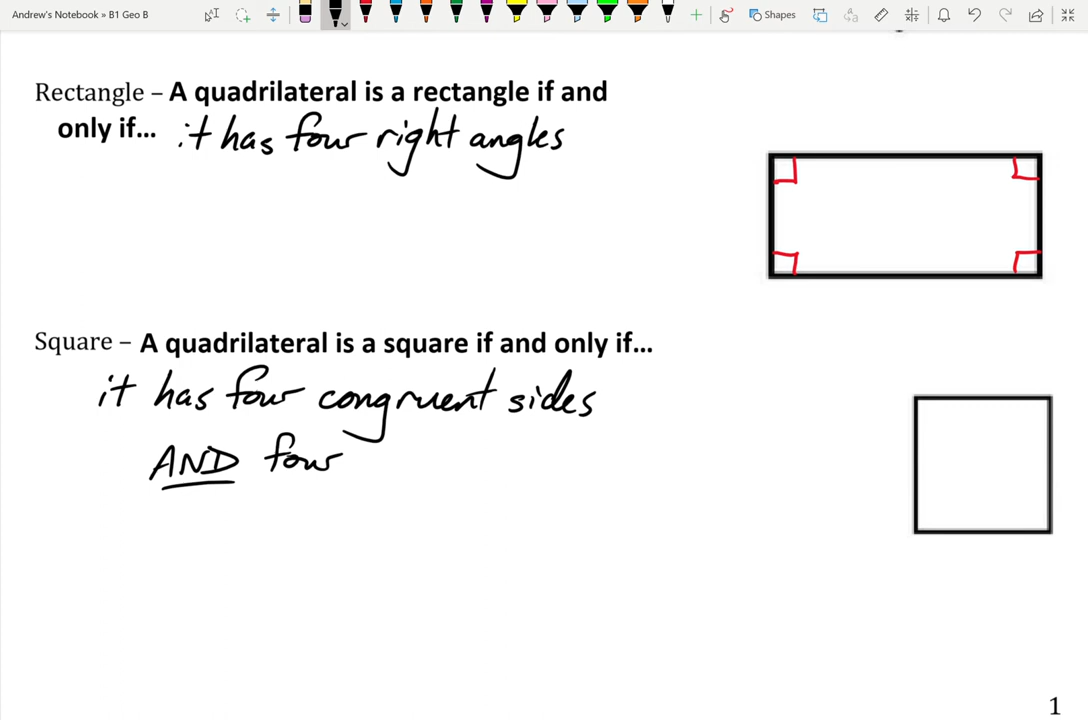 Andrew's Notebook » B1 Geo B
Shapes
Rectangle – A quadrilateral is a rectangle if and
only if... it has four right angles
Square – A quadrilateral is a square if and only if...
it has four congruent sides
AND four
1